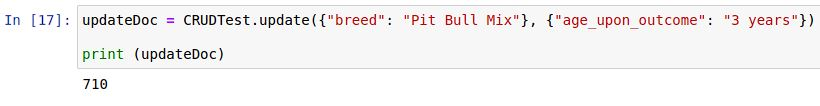 In [17]: updateDoc = CRUDTest.update({"breed": "Pit Bull Mix"}, {"age_upon_outcome": "3 years"})
print (updateDoc)
710